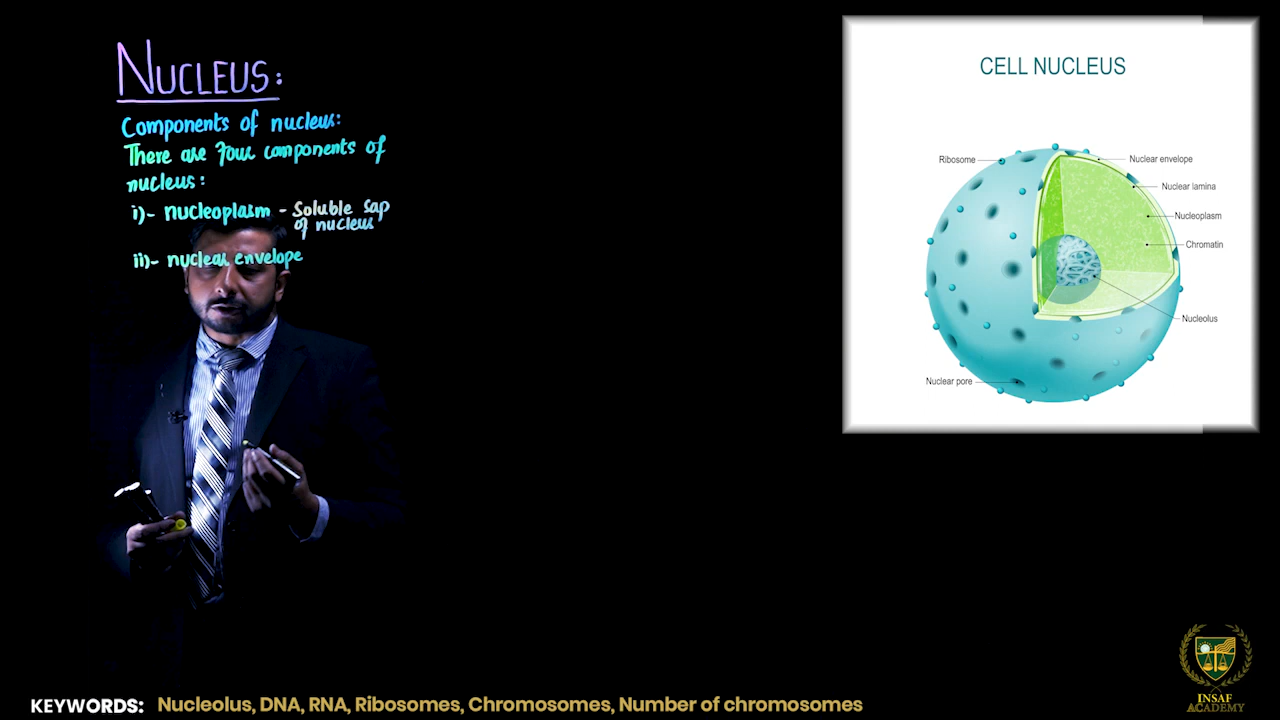 NUCLEUS:
Components of nucleus:
There are four components of
nucleus:
i)- nucleoplasm - Soluble sap
of nucleus
ii)- nuclear envelope
CELL NUCLEUS
Ribosome
Nuclear envelope
Nuclear lamina
Nucleoplasm
Chromatin
Nucleolus
Nuclear pore
INSAF
ACADEMY
KEYWORDS: Nucleolus, DNA, RNA, Ribosomes, Chromosomes, Number of chromosomes